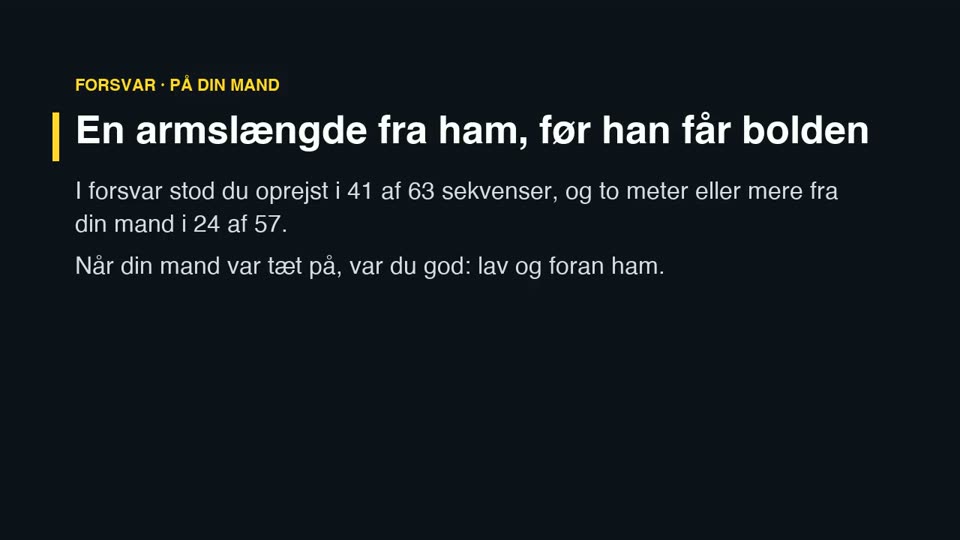 FORSVAR · PÅ DIN MAND
En armslængde fra ham, før han får bolden
I forsvar stod du oprejst i 41 af 63 sekvenser, og to meter eller mere fra
din mand i 24 af 57.
Når din mand var tæt på, var du god: lav og foran ham.